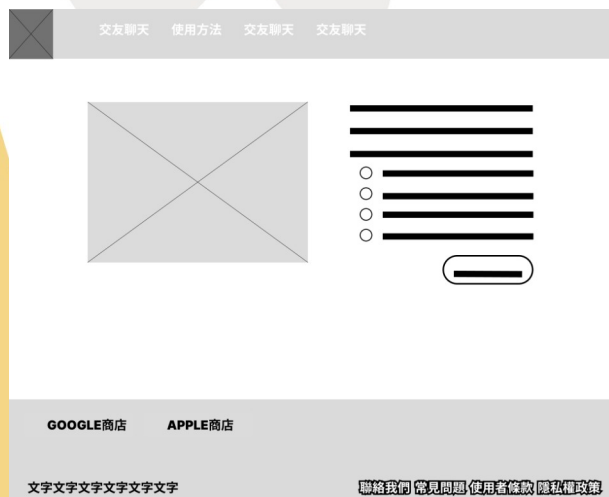 交友聊天 使用方法 交友聊天 交友聊天
GOOGLE商店 APPLE商店
文字文字文字文字文字文字
聯絡我們 常見問題 使用者條款 隱私權政策